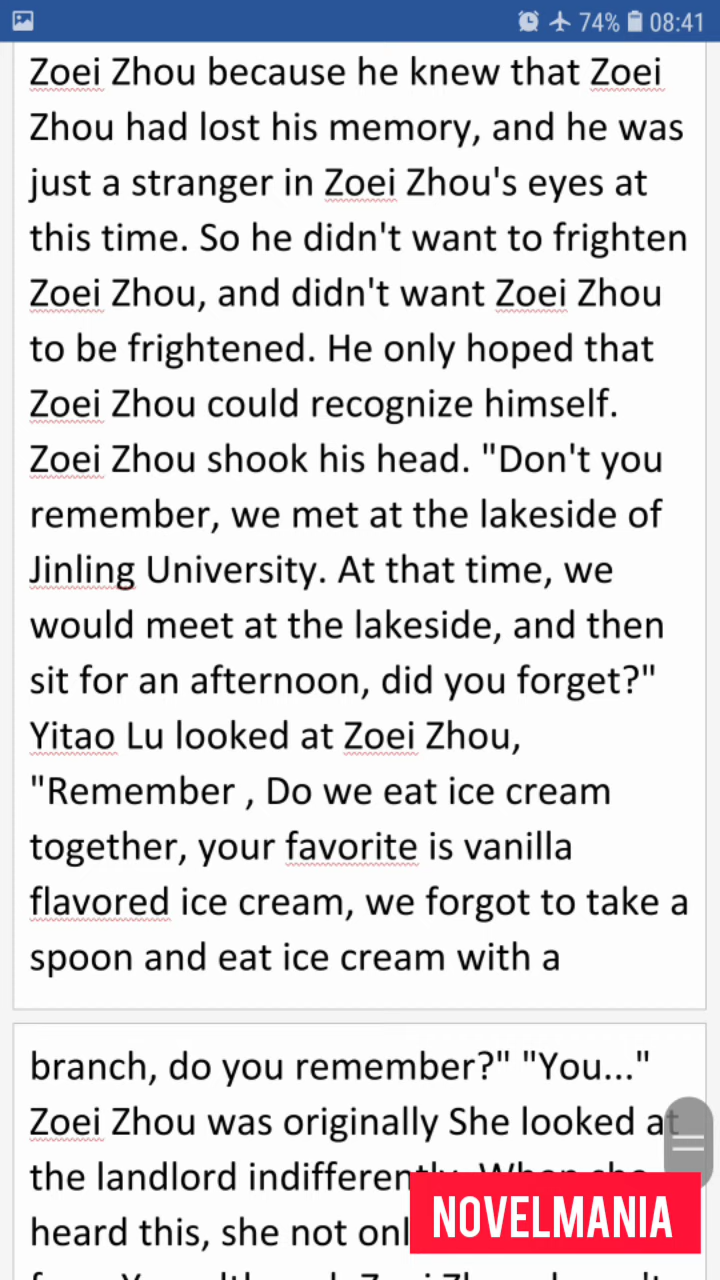 74% 08:41
Zoei Zhou because he knew that Zoei
Zhou had lost his memory, and he was
just a stranger in Zoei Zhou's eyes at
this time. So he didn't want to frighten
Zoei Zhou, and didn't want Zoei Zhou
to be frightened. He only hoped that
Zoei Zhou could recognize himself.
Zoei Zhou shook his head. "Don't you
remember, we met at the lakeside of
Jinling University. At that time, we
would meet at the lakeside, and then
sit for an afternoon, did you forget?"
Yitao Lu looked at Zoei Zhou,
"Remember , Do we eat ice cream
together, your favorite is vanilla
flavored ice cream, we forgot to take a
spoon and eat ice cream with a
branch, do you remember?" "You..."
Zoei Zhou was originally She looked at
the landlord
heard this, she not
NOVELMANIA